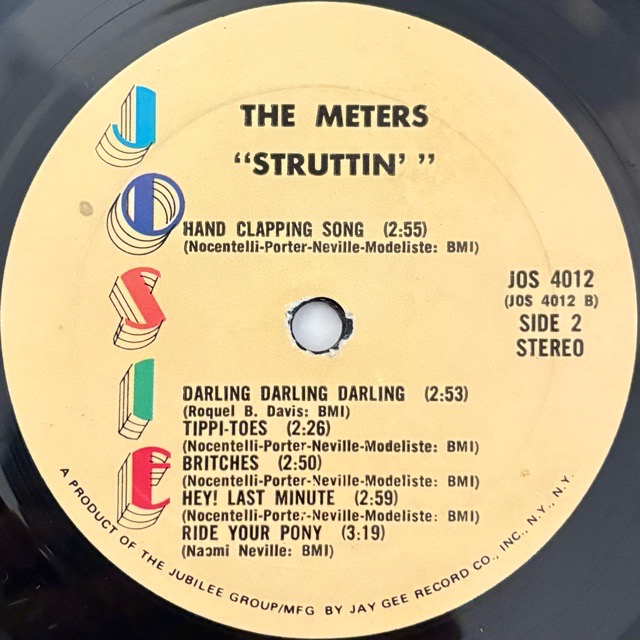 JOSIE
THE METERS
“STRUTTIN’ ”
HAND CLAPPING SONG (2:55)
(Nocentelli-Porter-Neville-Modeliste: BMI)
JOS 4012
(JOS 4012 B)
SIDE 2
STEREO
DARLING DARLING DARLING (2:53)
(Roquel B. Davis: BMI)
TIPPI-TOES (2:26)
(Nocentelli-Porter-Neville-Modeliste: BMI)
BRITCHES (2:50)
(Nocentelli-Porter-Neville-Modeliste: BMI)
HEY! LAST MINUTE (2:59)
(Nocentelli-Porter-Neville-Modeliste: BMI)
RIDE YOUR PONY (3:19)
(Naomi Neville: BMI)
A PRODUCT OF THE JUBILEE GROUP/MFG BY JAY GEE RECORD CO., INC., N.Y., N.Y.